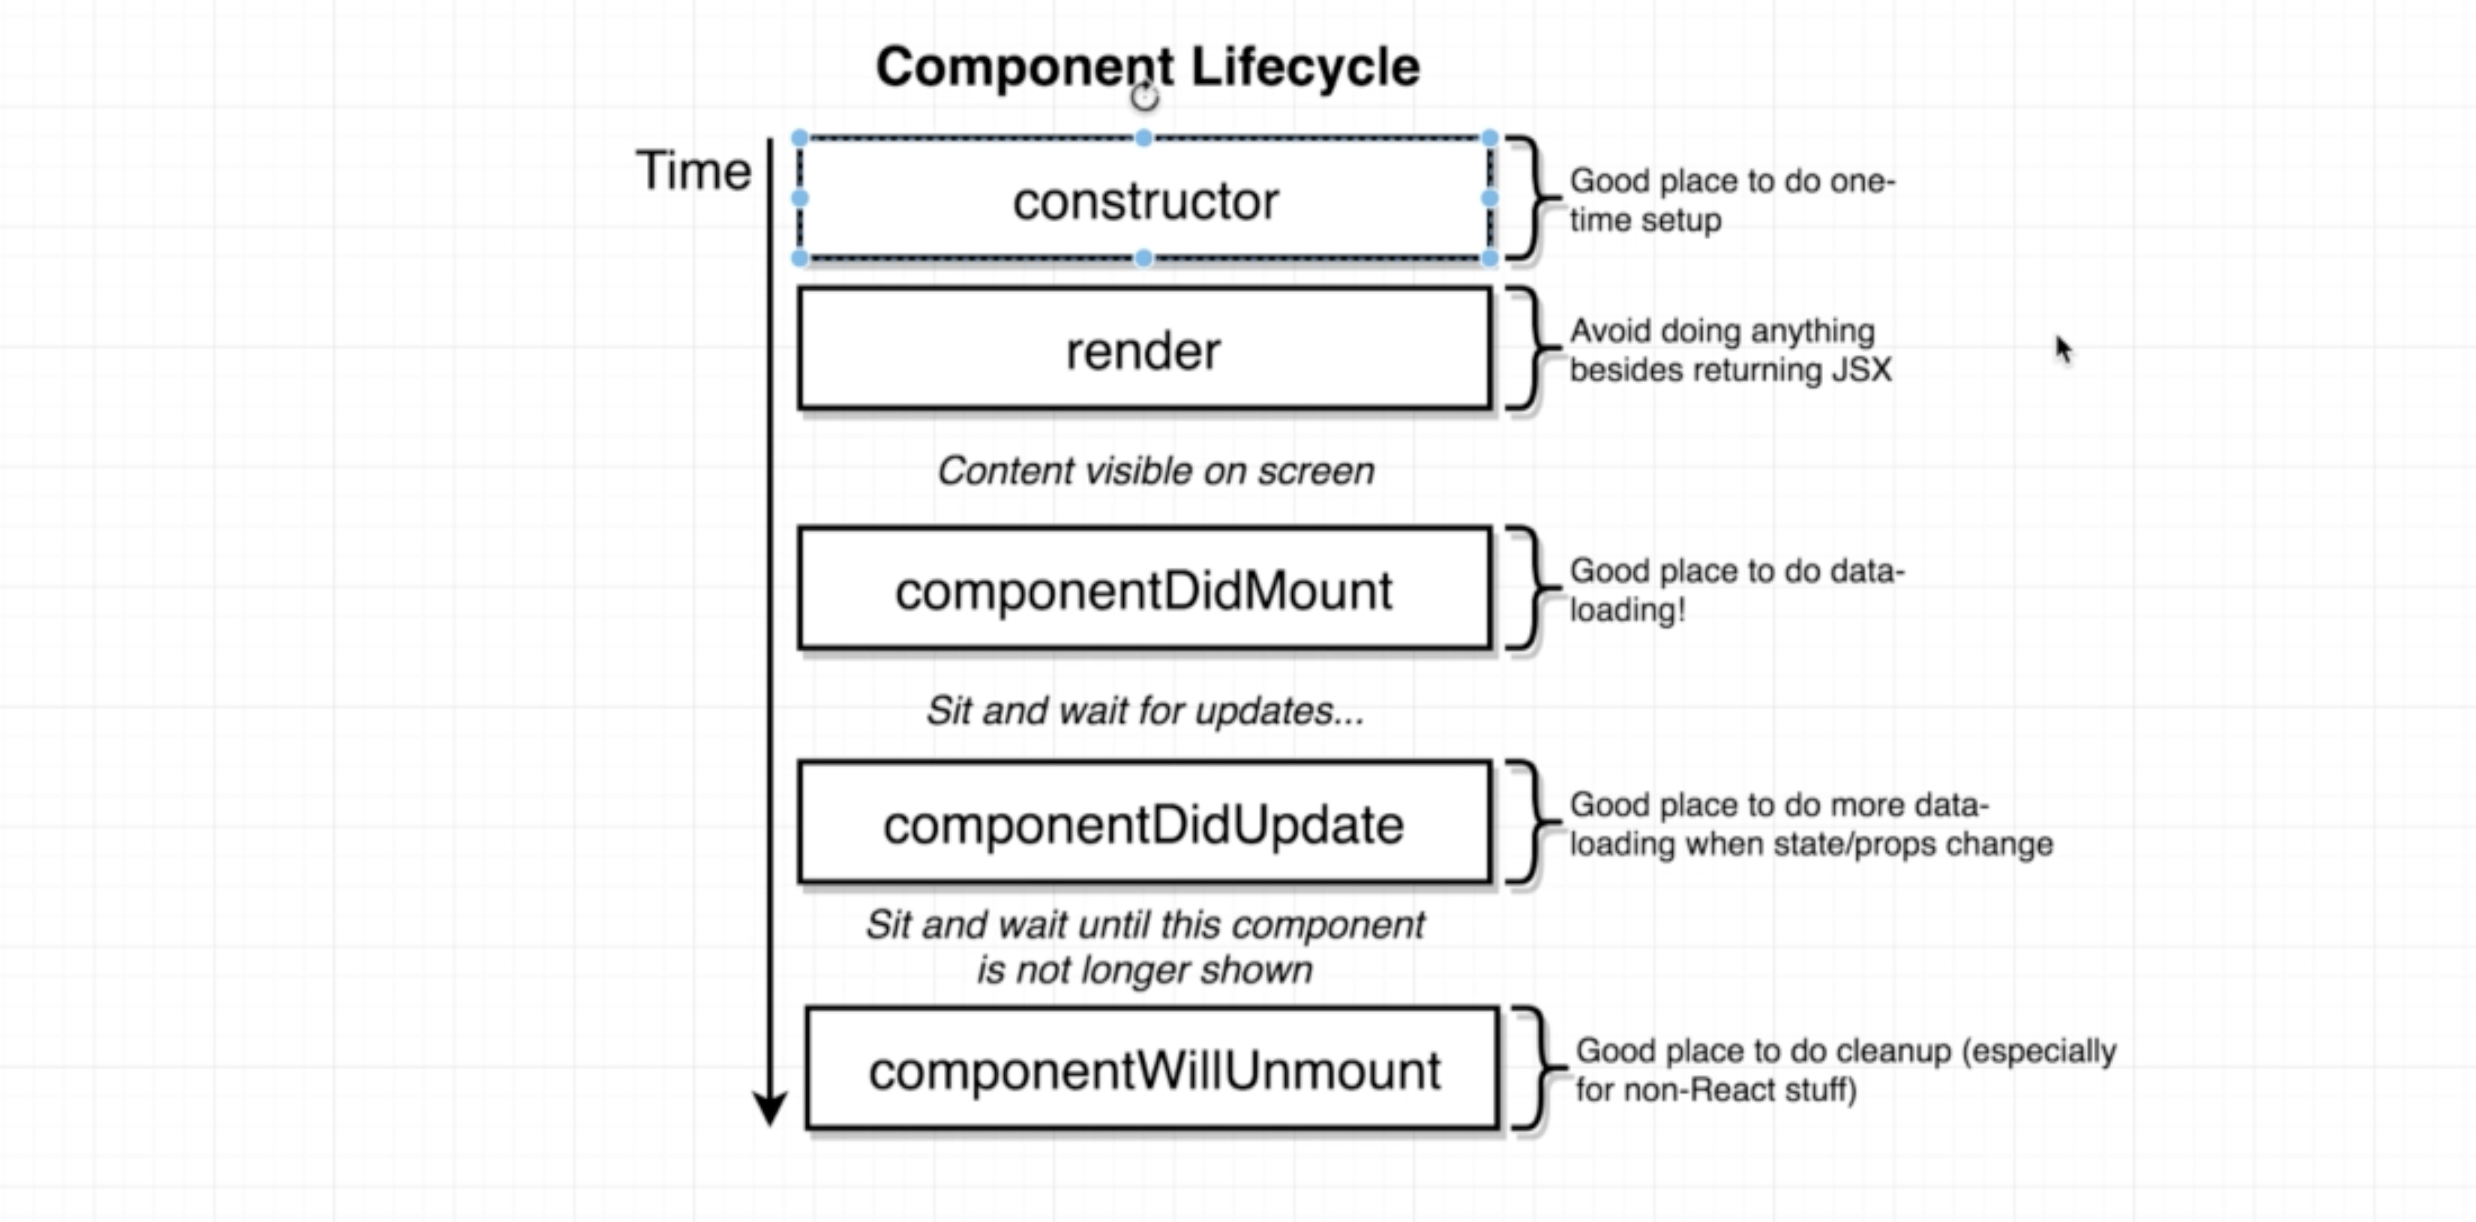 Component Lifecycle
Time
constructor
Good place to do one-
time setup
render
Avoid doing anything
besides returning JSX
Content visible on screen
componentDidMount
Good place to do data-
loading!
Sit and wait for updates...
componentDidUpdate
Good place to do more data-
loading when state/props change
Sit and wait until this component
is not longer shown
componentWillUnmount
Good place to do cleanup (especially
for non-React stuff)